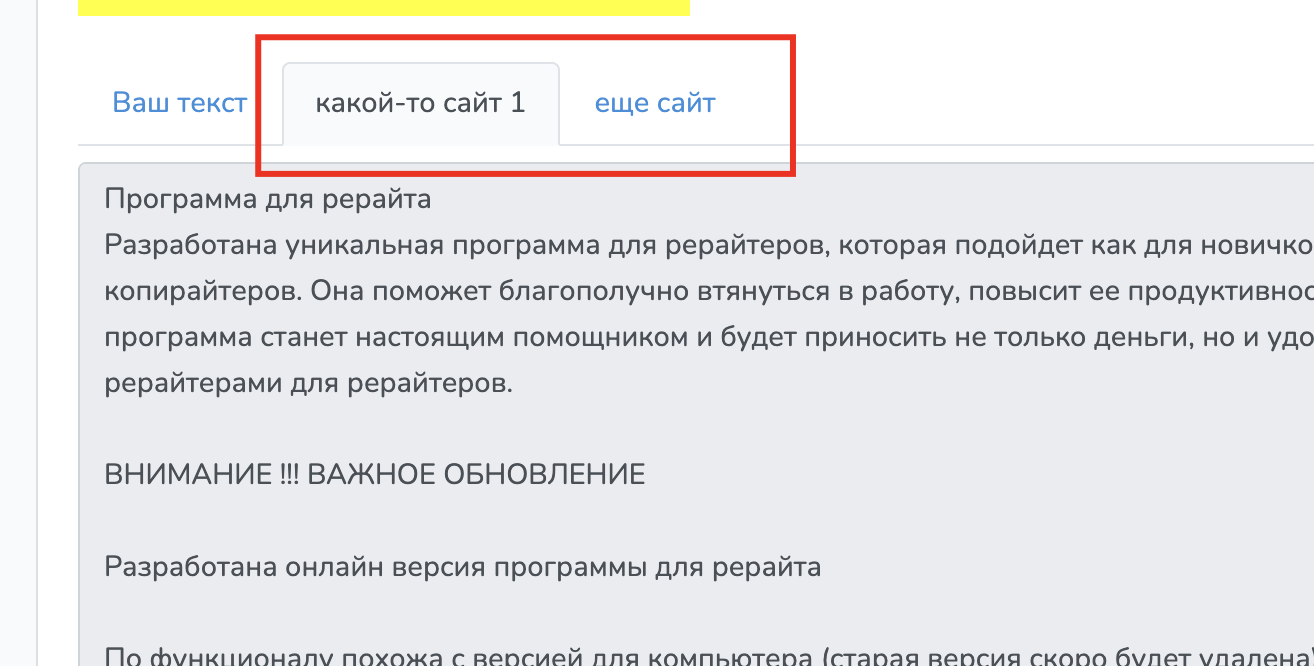 Ваш текст какой-то сайт 1 еще сайт
Программа для рерайта
Разработана уникальная программа для рерайтеров, которая подойдет как для
копирайтеров. Она поможет благополучно втянуться в работу, повысит ее
программа станет настоящим помощником и будет приносить не только деньги, но и
рерайтерами для рерайтеров.
ВНИМАНИЕ !!! ВАЖНОЕ ОБНОВЛЕНИЕ
Разработана онлайн версия программы для рерайта
По функционалу похожа с версией для компьютера (старая версия скоро будет удалена